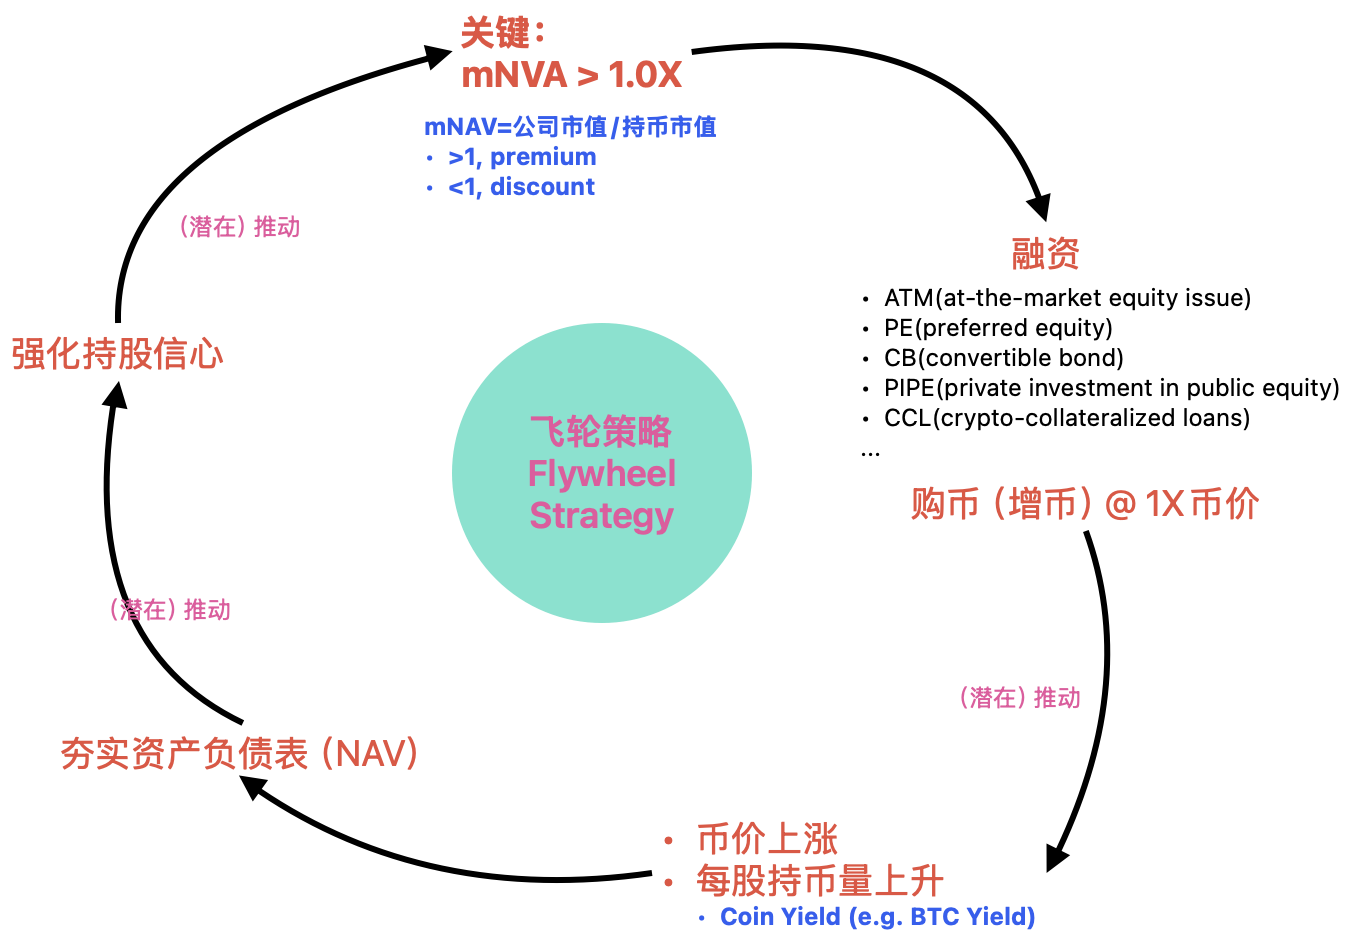 关键：
mNVA > 1.0X
mNAV=公司市值/持币市值
• >1, premium
• <1, discount
（潜在）推动
融资
• ATM(at-the-market equity issue)
• PE(preferred equity)
• CB(convertible bond)
• PIPE(private investment in public equity)
• CCL(crypto-collateralized loans)
...
强化持股信心
飞轮策略
Flywheel
Strategy
购币（增币）@ 1X 币价
（潜在）推动
（潜在）推动
夯实资产负债表（NAV）
• 币价上涨
• 每股持币量上升
• Coin Yield (e.g. BTC Yield)